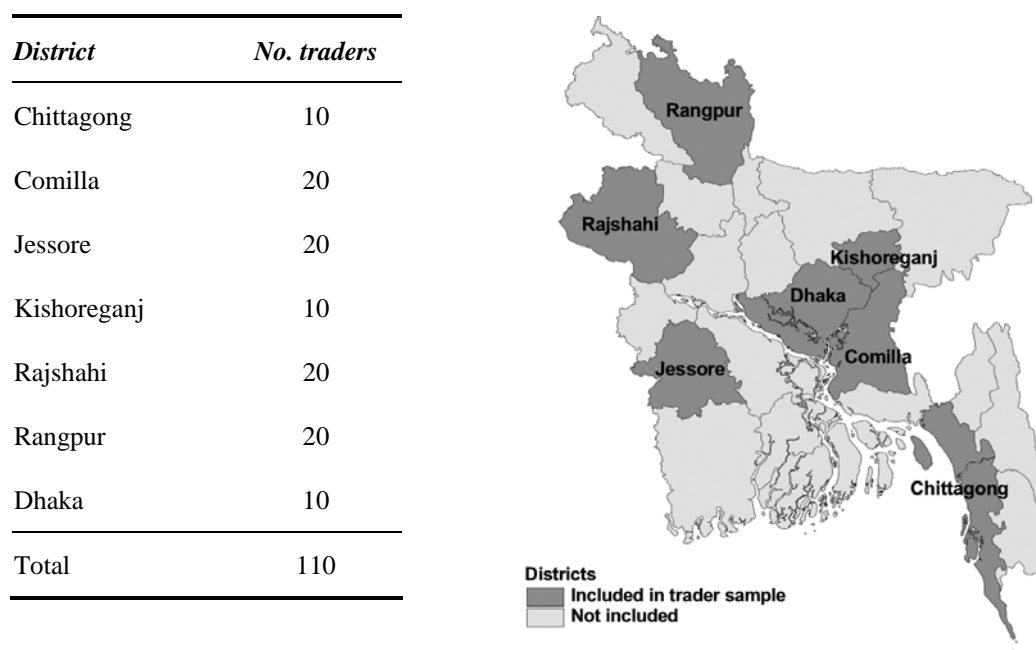 District No. traders
Chittagong 10
Comilla 20
Jessore 20
Kishoreganj 10
Rajshahi 20
Rangpur 20
Dhaka 10
Total 110
Rangpur
Rajshahi
Kishoreganj
Dhaka
Comilla
Jessore
Chittagong
Districts
Included in trader sample
Not included